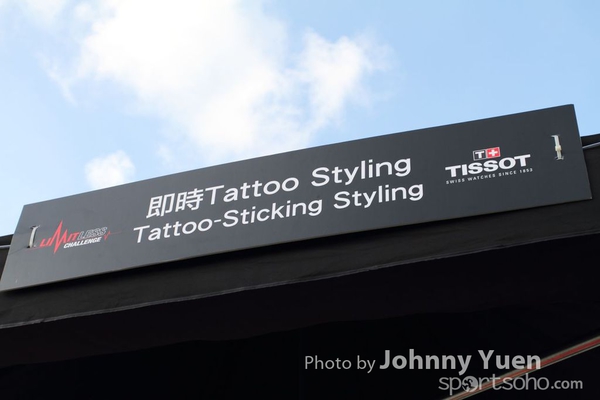 即時Tattoo Styling
Tattoo-Sticking Styling
LIMITLESS
CHALLENGE
T+
TISSOT
SWISS WATCHES SINCE 1853
Photo by Johnny Yuen
sportsoho.com